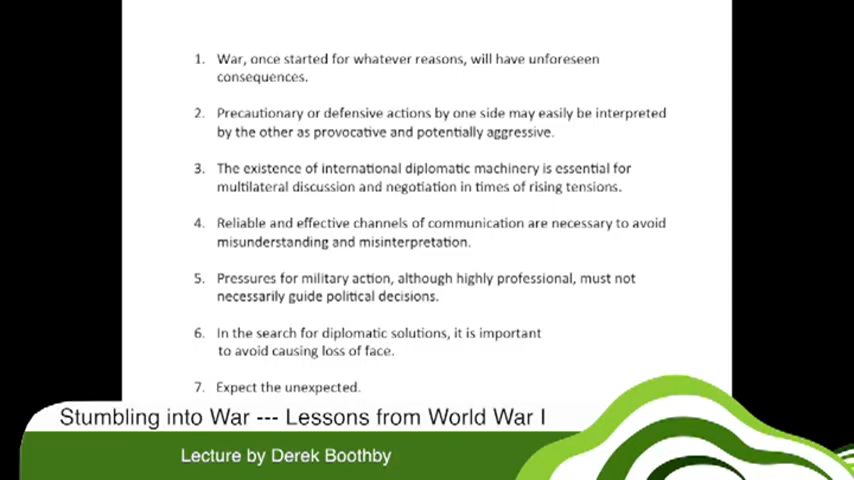 1. War, once started for whatever reasons, will have unforeseen
consequences.
2. Precautionary or defensive actions by one side may easily be interpreted
by the other as provocative and potentially aggressive.
3. The existence of international diplomatic machinery is essential for
multilateral discussion and negotiation in times of rising tensions.
4. Reliable and effective channels of communication are necessary to avoid
misunderstanding and misinterpretation.
5. Pressures for military action, although highly professional, must not
necessarily guide political decisions.
6. In the search for diplomatic solutions, it is important
to avoid causing loss of face.
7. Expect the unexpected.
Stumbling into War --- Lessons from World War I
Lecture by Derek Boothby